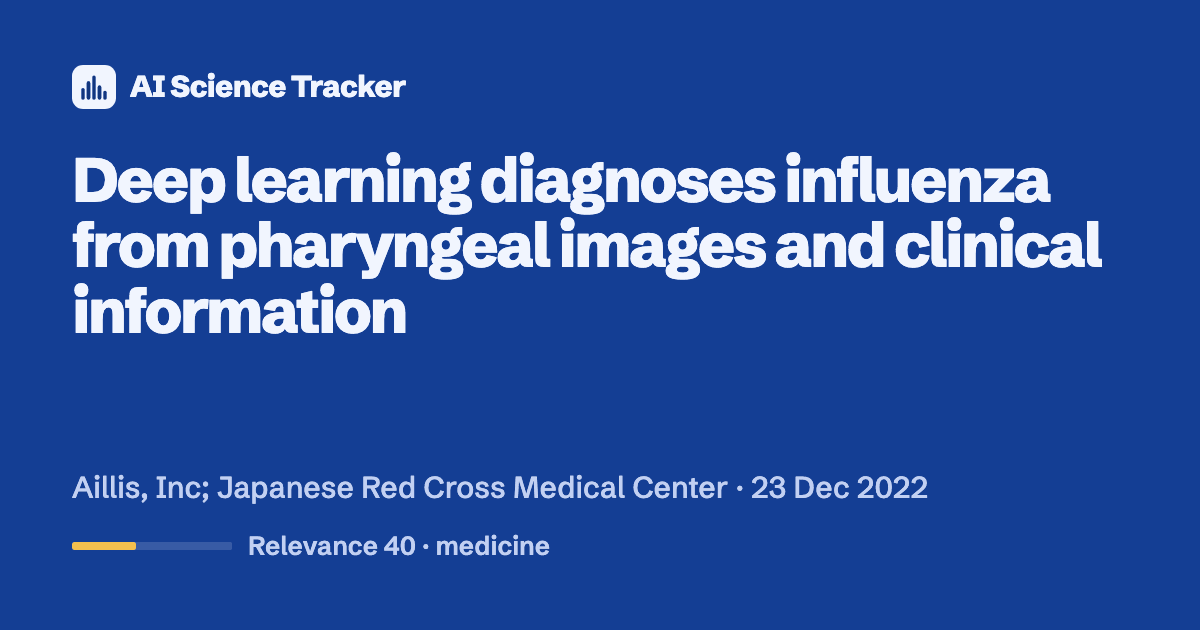 AI Science Tracker
Deep learning diagnoses influenza
from pharyngeal images and clinical
information
Aillis, Inc; Japanese Red Cross Medical Center · 23 Dec 2022
Relevance 40 · medicine